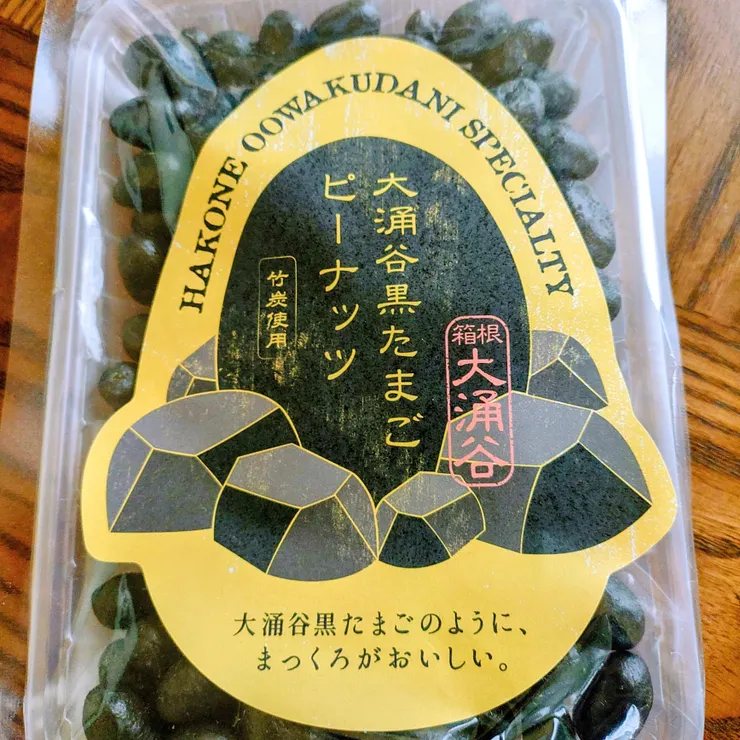 HAKONE OOWAKUDANI SPECIALTY
大涌谷黒たまご
ピーナッツ
竹炭使用
箱根
大涌谷
大涌谷黒たまごのように、
まっくろがおいしい。